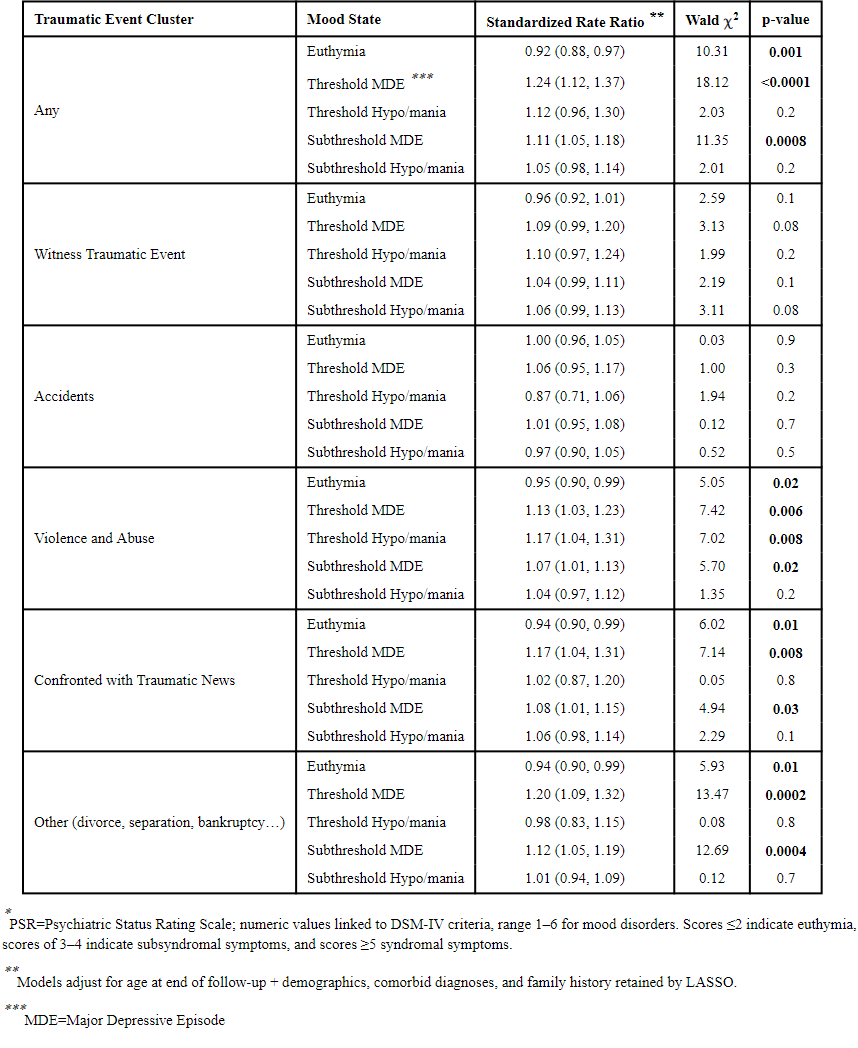 Traumatic Event Cluster Mood State Standardized Rate Ratio ** Wald χ² p-value
Any
Euthymia 0.92 (0.88, 0.97) 10.31 0.001
Threshold MDE *** 1.24 (1.12, 1.37) 18.12 <0.0001
Threshold Hypo/mania 1.12 (0.96, 1.30) 2.03 0.2
Subthreshold MDE 1.11 (1.05, 1.18) 11.35 0.0008
Subthreshold Hypo/mania 1.05 (0.98, 1.14) 2.01 0.2
Witness Traumatic Event
Euthymia 0.96 (0.92, 1.01) 2.59 0.1
Threshold MDE 1.09 (0.99, 1.20) 3.13 0.08
Threshold Hypo/mania 1.10 (0.97, 1.24) 1.99 0.2
Subthreshold MDE 1.04 (0.99, 1.11) 2.19 0.1
Subthreshold Hypo/mania 1.06 (0.99, 1.13) 3.11 0.08
Accidents
Euthymia 1.00 (0.96, 1.05) 0.03 0.9
Threshold MDE 1.06 (0.95, 1.17) 1.00 0.3
Threshold Hypo/mania 0.87 (0.71, 1.06) 1.94 0.2
Subthreshold MDE 1.01 (0.95, 1.08) 0.12 0.7
Subthreshold Hypo/mania 0.97 (0.90, 1.05) 0.52 0.5
Violence and Abuse
Euthymia 0.95 (0.90, 0.99) 5.05 0.02
Threshold MDE 1.13 (1.03, 1.23) 7.42 0.006
Threshold Hypo/mania 1.17 (1.04, 1.31) 7.02 0.008
Subthreshold MDE 1.07 (1.01, 1.13) 5.70 0.02
Subthreshold Hypo/mania 1.04 (0.97, 1.12) 1.35 0.2
Confronted with Traumatic News
Euthymia 0.94 (0.90, 0.99) 6.02 0.01
Threshold MDE 1.17 (1.04, 1.31) 7.14 0.008
Threshold Hypo/mania 1.02 (0.87, 1.20) 0.05 0.8
Subthreshold MDE 1.08 (1.01, 1.15) 4.94 0.03
Subthreshold Hypo/mania 1.06 (0.98, 1.14) 2.29 0.1
Other (divorce, separation, bankruptcy…)
Euthymia 0.94 (0.90, 0.99) 5.93 0.01
Threshold MDE 1.20 (1.09, 1.32) 13.47 0.0002
Threshold Hypo/mania 0.98 (0.83, 1.15) 0.08 0.8
Subthreshold MDE 1.12 (1.05, 1.19) 12.69 0.0004
Subthreshold Hypo/mania 1.01 (0.94, 1.09) 0.12 0.7
* PSR=Psychiatric Status Rating Scale; numeric values linked to DSM-IV criteria, range 1–6 for mood disorders. Scores ≤2 indicate euthymia,
scores of 3–4 indicate subsyndromal symptoms, and scores ≥5 syndromal symptoms.
** Models adjust for age at end of follow-up + demographics, comorbid diagnoses, and family history retained by LASSO.
*** MDE=Major Depressive Episode